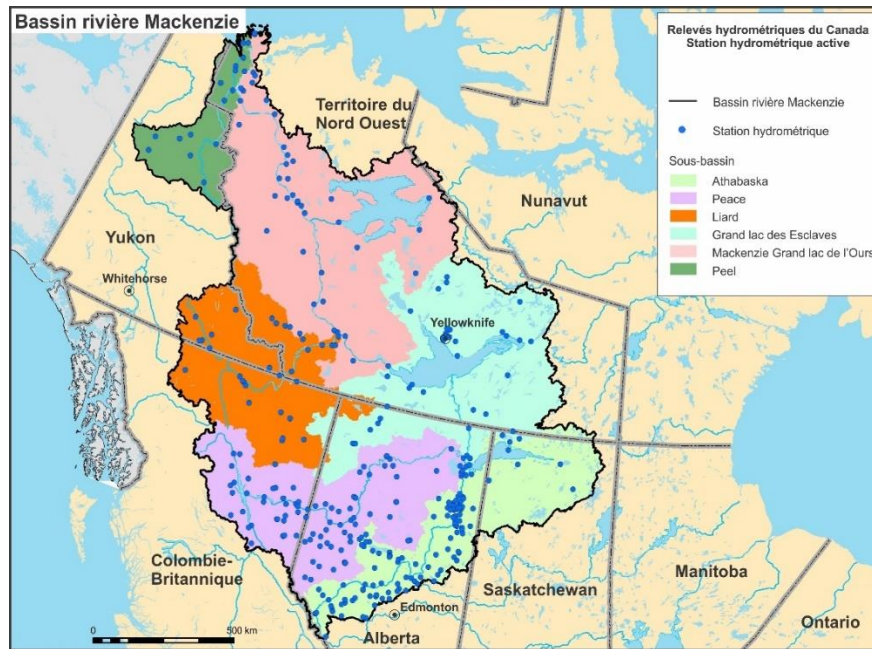 Bassin rivière Mackenzie
Relevés hydrométriques du Canada
Station hydrométrique active
Bassin rivière Mackenzie
Station hydrométrique
Sous-bassin
Athabaska
Peace
Liard
Grand lac des Esclaves
Mackenzie Grand lac de l'Ours
Peel
Territoire du
Nord Ouest
Nunavut
Yukon
Whitehorse
Yellowknife
Colombie-
Britannique
Saskatchewan
Manitoba
Edmonton
Ontario
Alberta
0
500 km